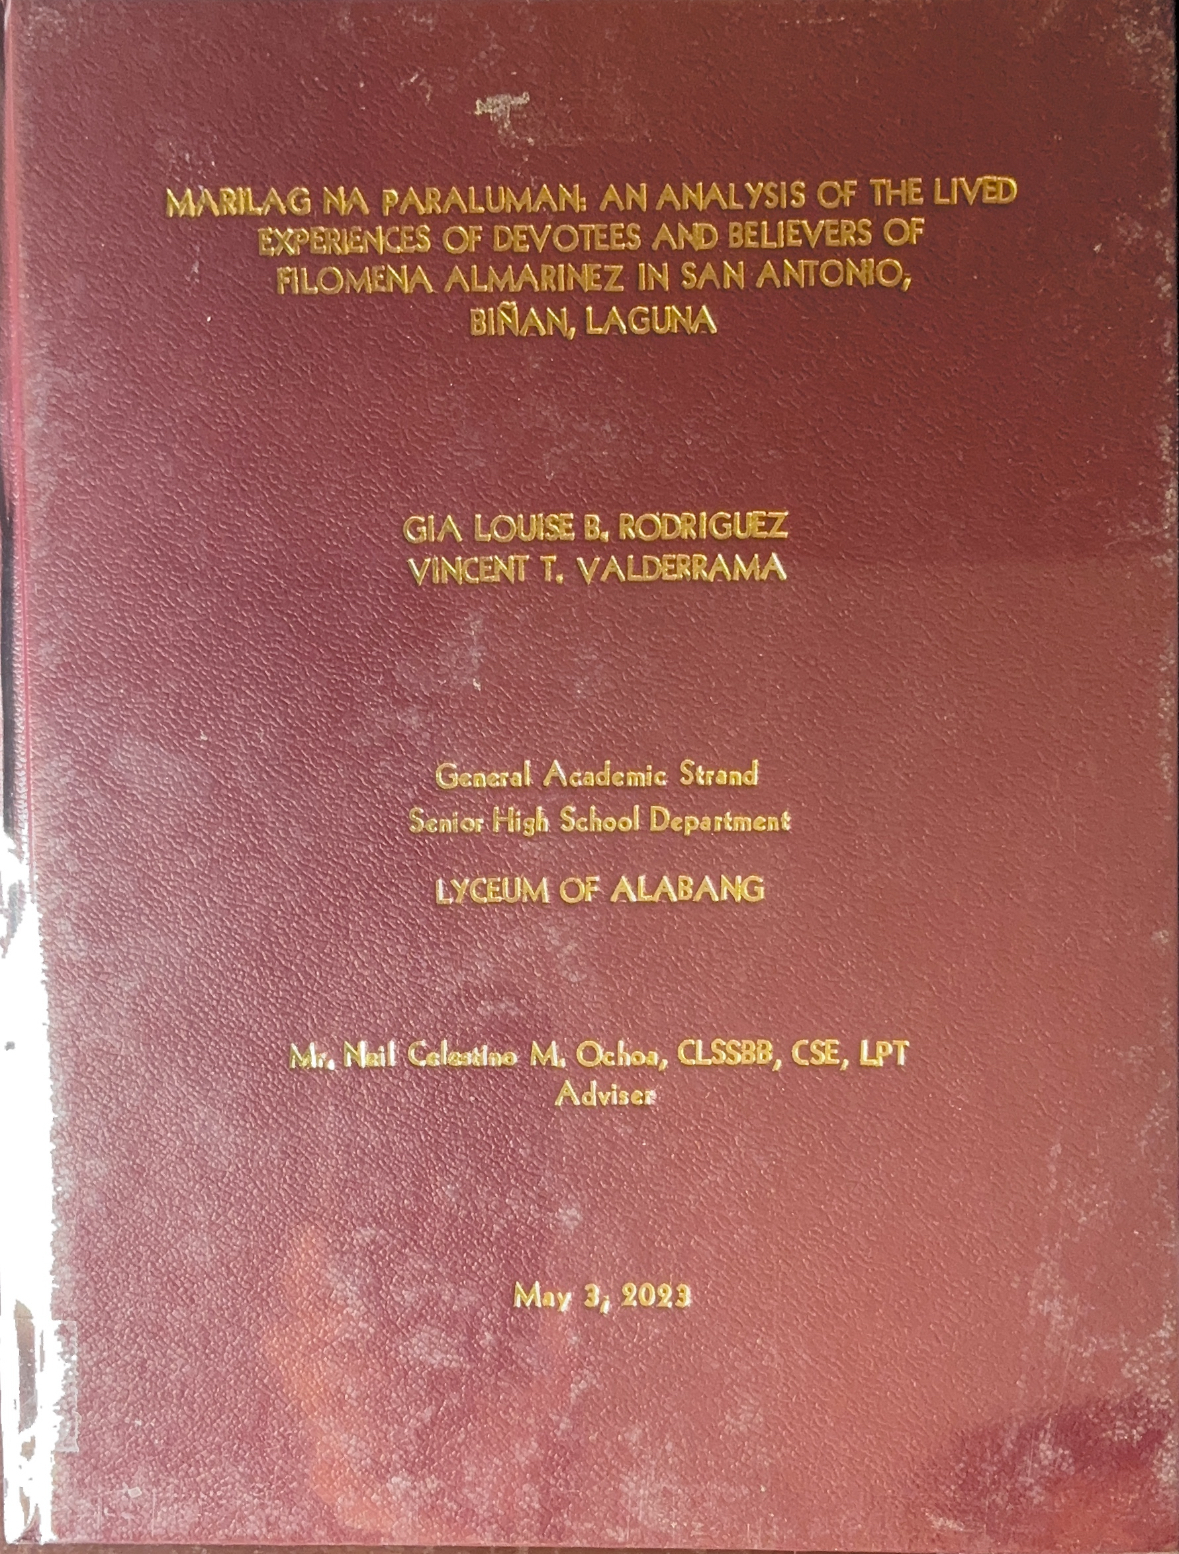 MARILAG NA PARALUMAN: AN ANALYSIS OF THE LIVED
EXPERIENCES OF DEVOTEES AND BELIEVERS OF
FILOMENA ALMARINEZ IN SAN ANTONIO,
BIÑAN, LAGUNA
GIA LOUISE B. RODRIGUEZ
VINCENT T. VALDERRAMA
General Academic Strand
Senior High School Department
LYCEUM OF ALABANG
Mr. Neil Celestino M. Ochoa, CLSSBB, CSE, LPT
Adviser
May 3, 2023